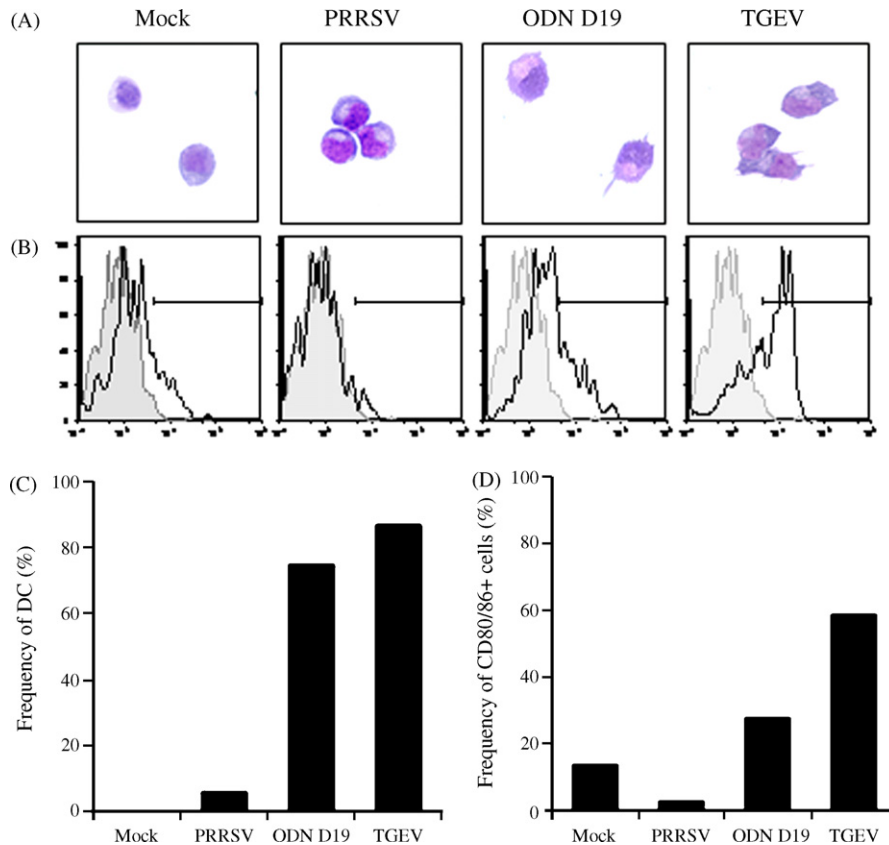 (A) Mock PRRSV ODN D19 TGEV
(B)
(C)
Frequency of DC (%)
100
80
60
40
20
0
Mock PRRSV ODN D19 TGEV
(D)
Frequency of CD80/86+ cells (%)
100
80
60
40
20
0
Mock PRRSV ODN D19 TGEV